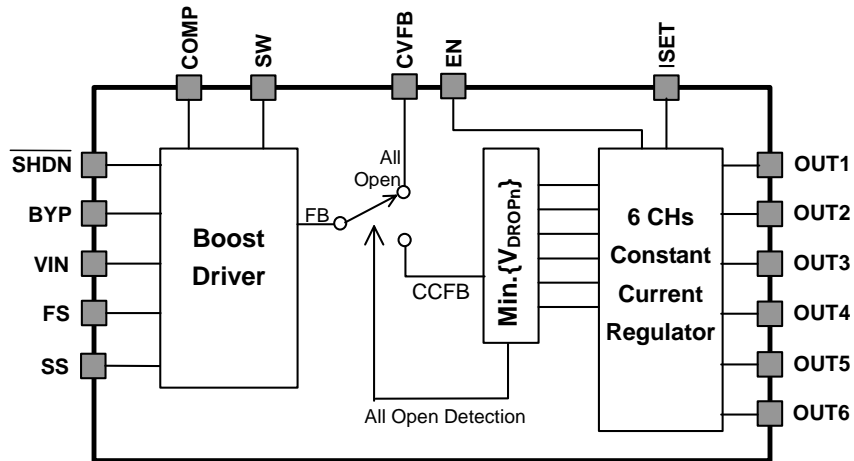 COMP
SW
CVFB
EN
ISET
SHDN
BYP
VIN
FS
SS
Boost
Driver
FB
All
Open
CCFB
Min.{VDROPn}
6 CHs
Constant
Current
Regulator
All Open Detection
OUT1
OUT2
OUT3
OUT4
OUT5
OUT6